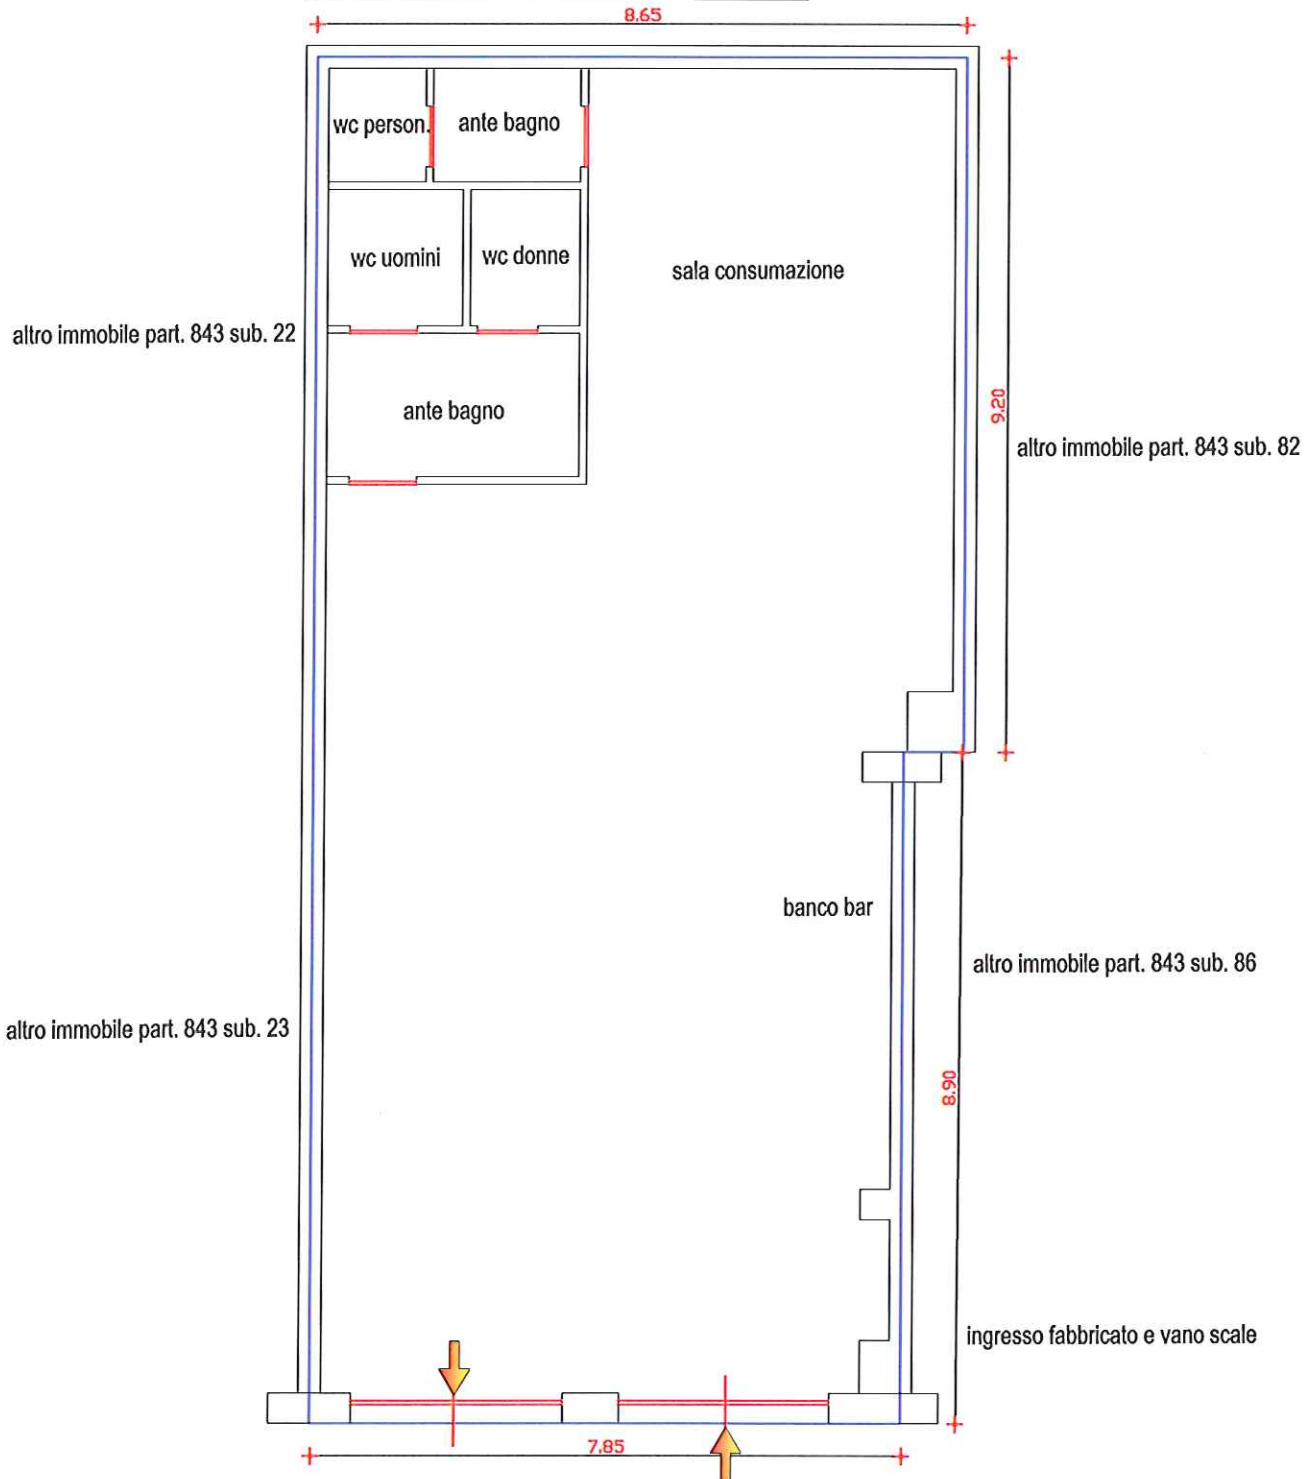 8.65
wc person.
ante bagno
wc uomini
wc donne
sala consumazione
altro immobile part. 843 sub. 22
ante bagno
9.20
altro immobile part. 843 sub. 82
banco bar
altro immobile part. 843 sub. 86
altro immobile part. 843 sub. 23
8.90
ingresso fabbricato e vano scale
7.85